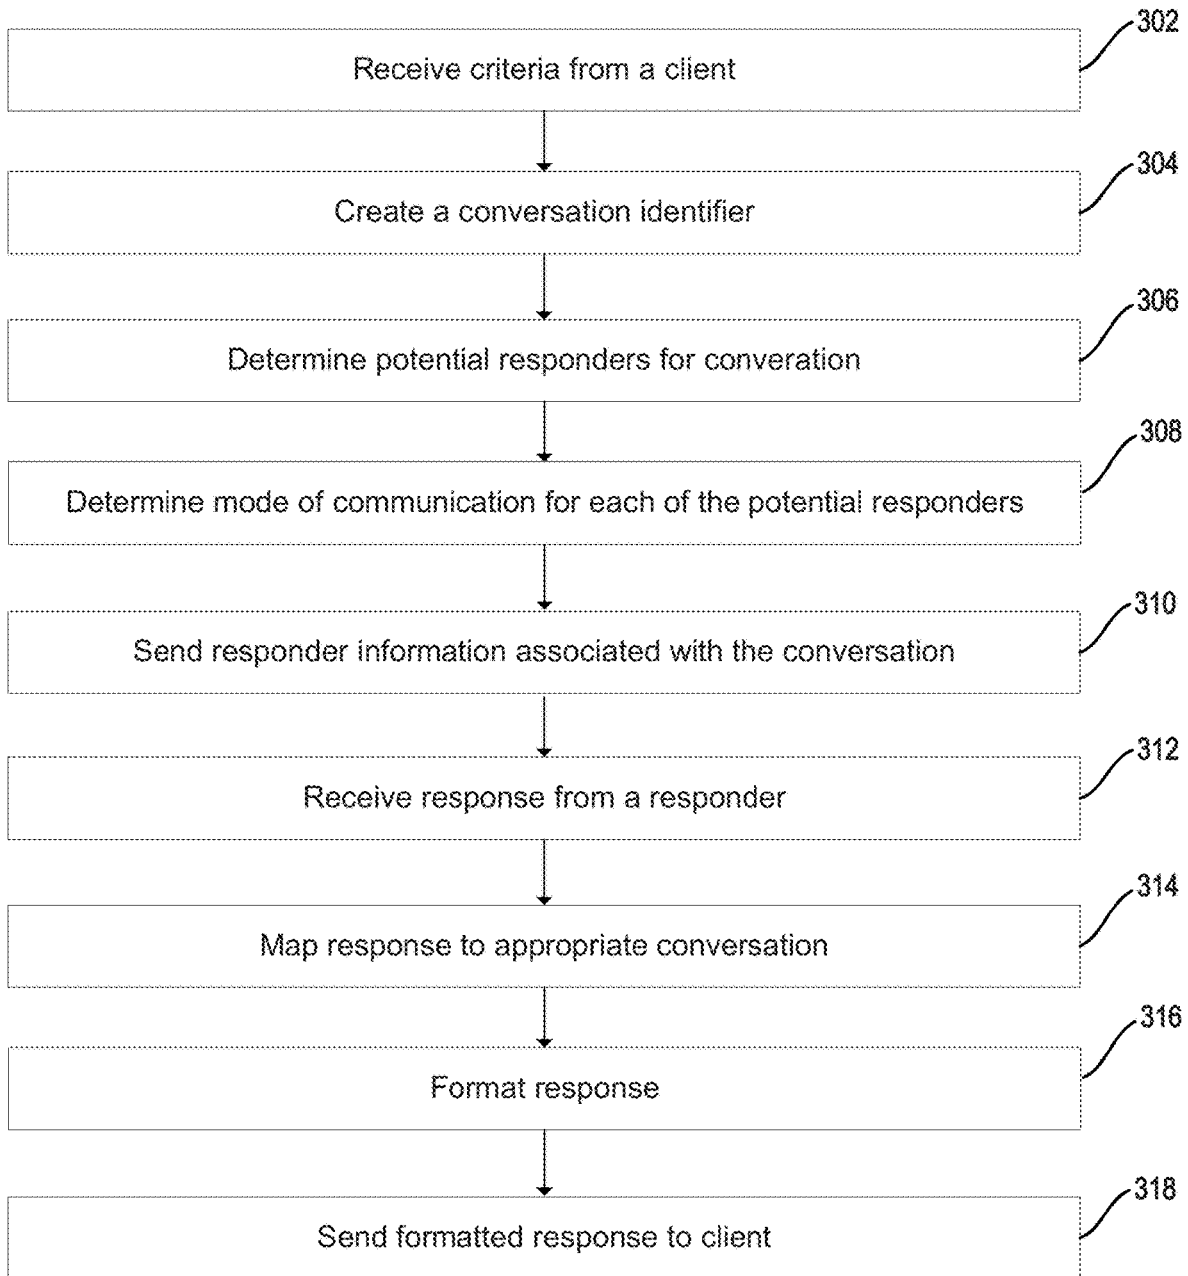 302
Receive criteria from a client
304
Create a conversation identifier
306
Determine potential responders for converation
308
Determine mode of communication for each of the potential responders
310
Send responder information associated with the conversation
312
Receive response from a responder
314
Map response to appropriate conversation
316
Format response
318
Send formatted response to client